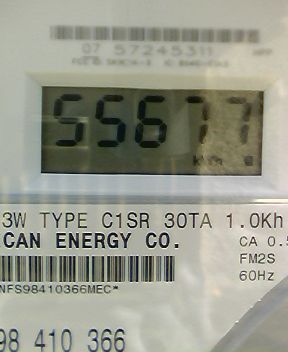 07 57245311
55677
kWh
3W TYPE C1SR 30TA 1.0Kh
CAN ENERGY CO.
CA 0.5
FM2S
60Hz
NFS98410366MEC*
98 410 366